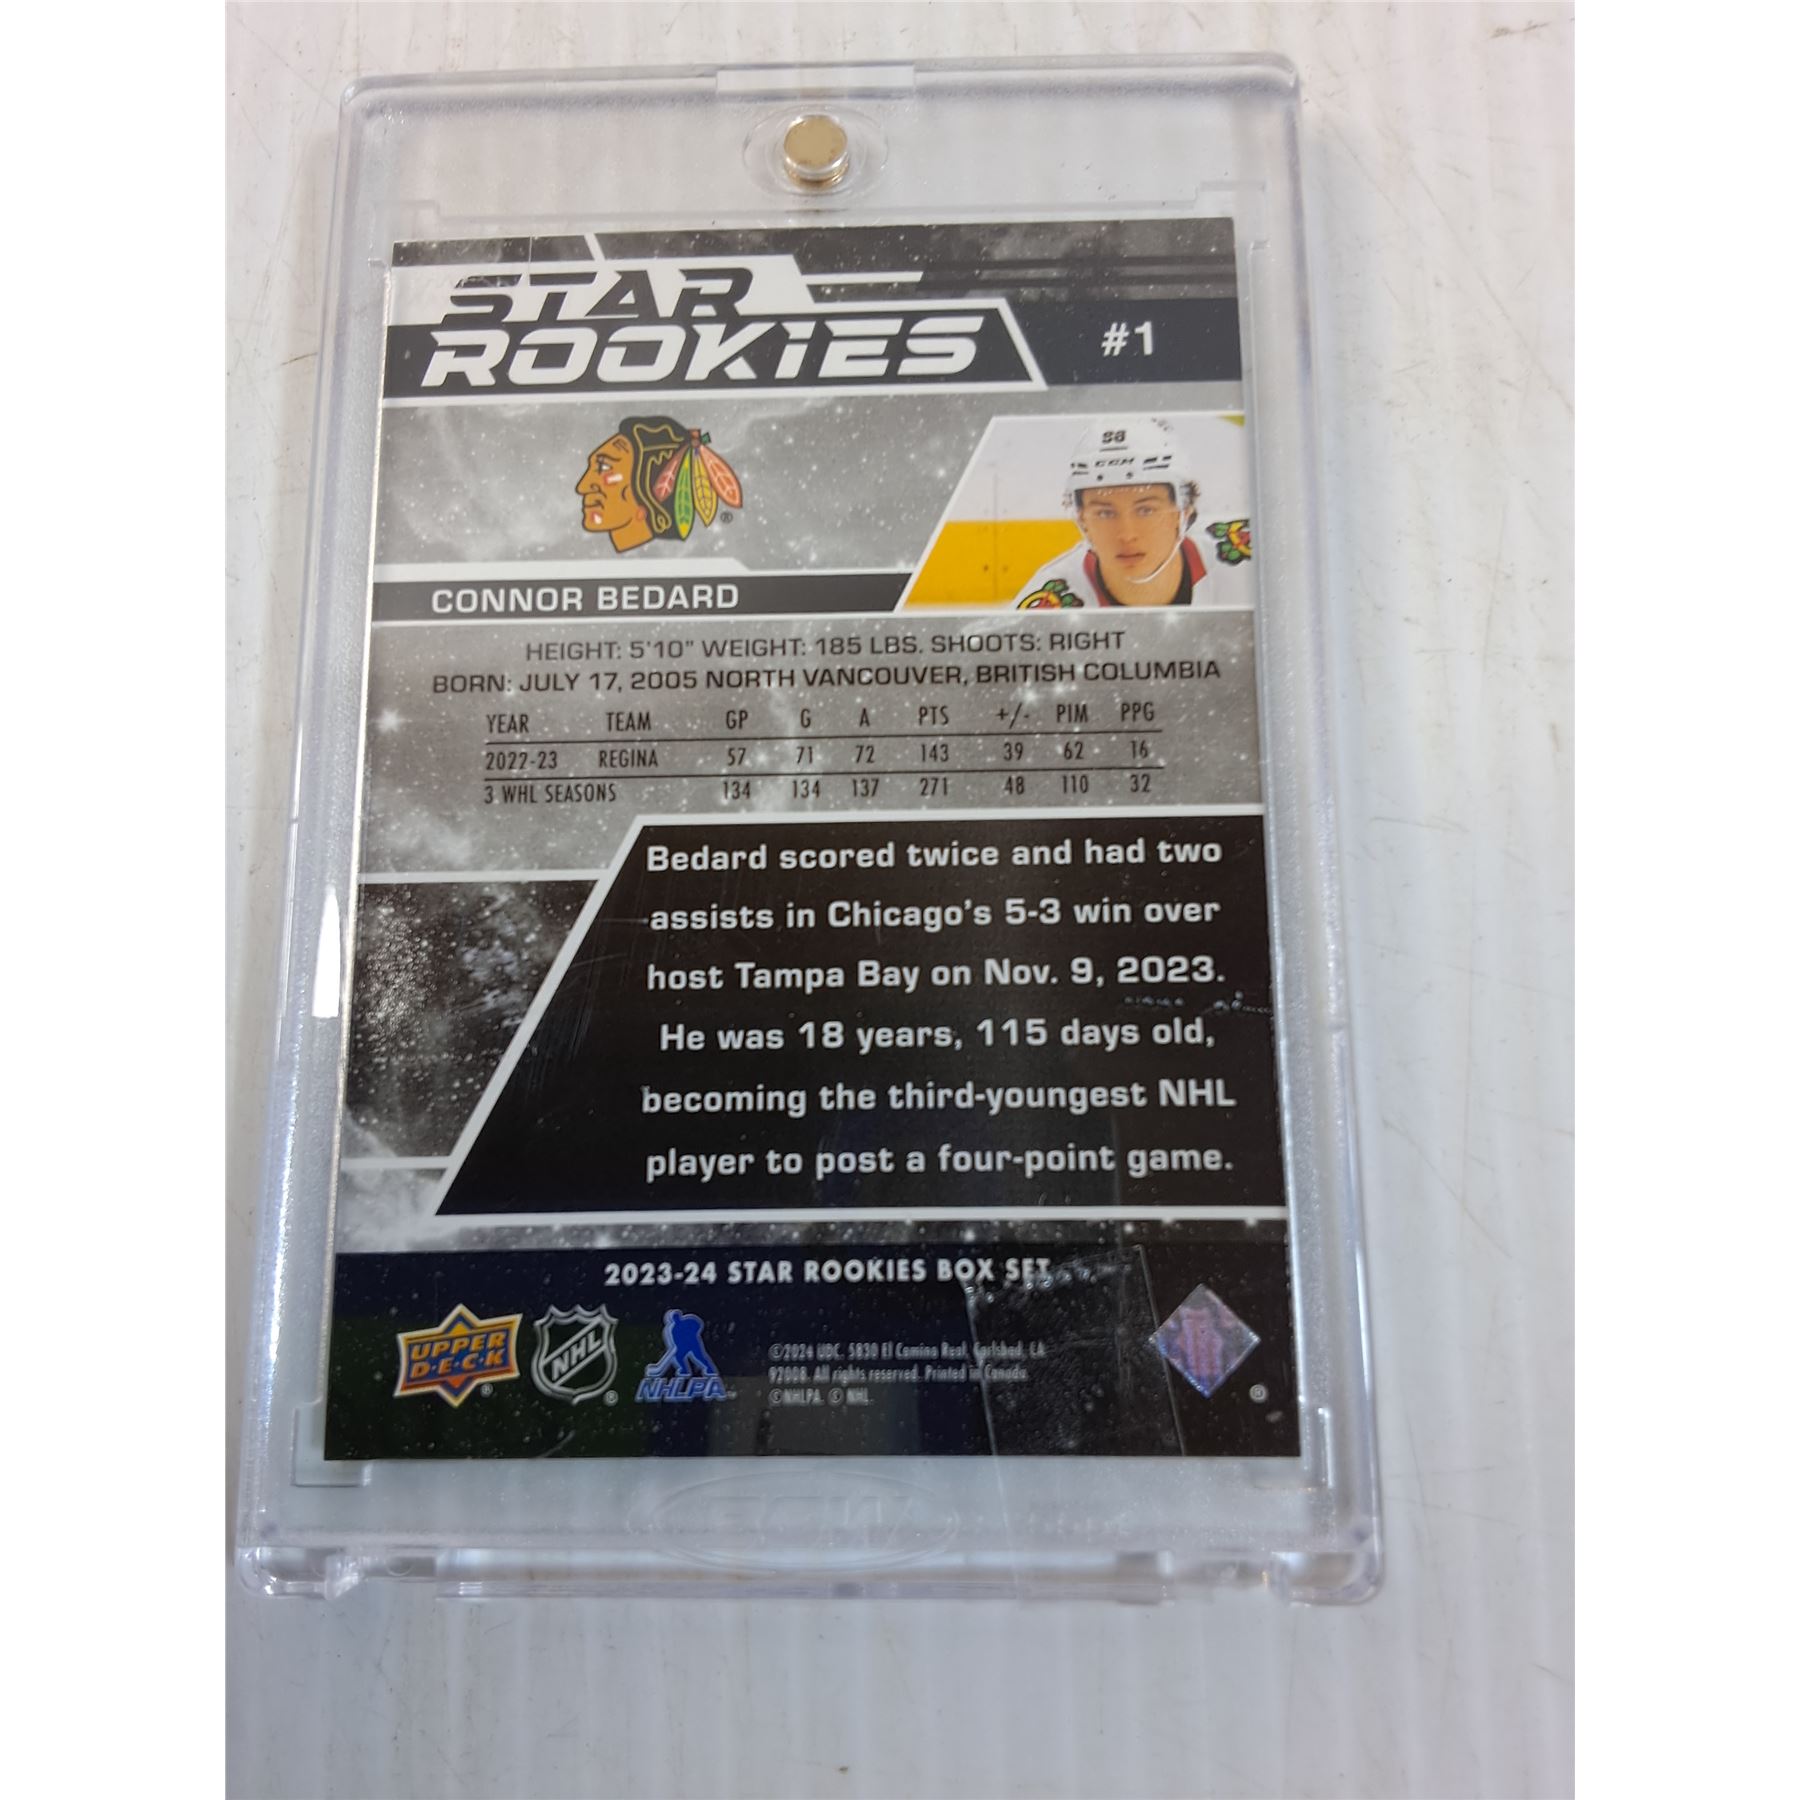 STAR
ROOKIES
#1
98
CCM
®
CONNOR BEDARD
HEIGHT: 5'10" WEIGHT: 185 LBS. SHOOTS: RIGHT
BORN: JULY 17, 2005 NORTH VANCOUVER, BRITISH COLUMBIA
YEAR TEAM GP G A PTS +/- PIM PPG
2022-23 REGINA 57 71 72 143 39 62 16
3 WHL SEASONS 134 134 137 271 48 110 32
Bedard scored twice and had two
assists in Chicago's 5-3 win over
host Tampa Bay on Nov. 9, 2023.
He was 18 years, 115 days old,
becoming the third-youngest NHL
player to post a four-point game.
2023-24 STAR ROOKIES BOX SET
UPPER
D·E·C·K
®
NHL
®
NHLPA
™
©2024 UDC. 5830 El Camino Real, Carlsbad, CA
92008. All rights reserved. Printed in Canada
©NHLPA. © NHL.
®